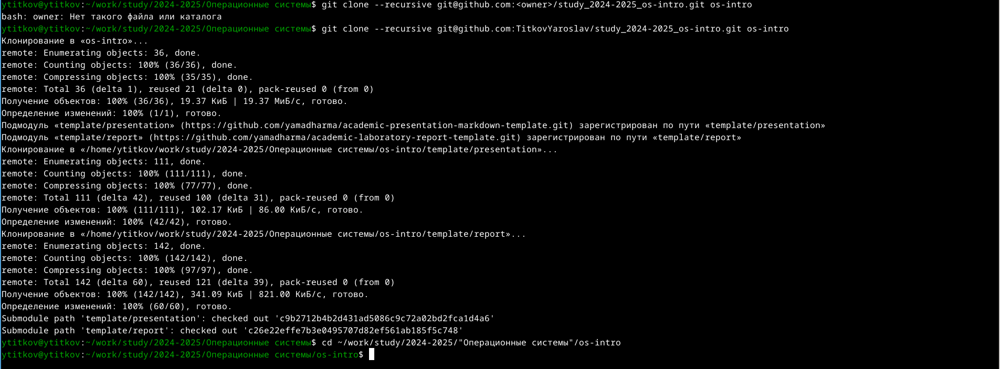 ytitkov@ytitkov:~/work/study/2024-2025/Операционные системы$ git clone --recursive git@github.com:<owner>/study_2024-2025_os-intro.git os-intro
bash: owner: Нет такого файла или каталога
ytitkov@ytitkov:~/work/study/2024-2025/Операционные системы$ git clone --recursive git@github.com:TitkovYaroslav/study_2024-2025_os-intro.git os-intro
Клонирование в «os-intro»...
remote: Enumerating objects: 36, done.
remote: Counting objects: 100% (36/36), done.
remote: Compressing objects: 100% (35/35), done.
remote: Total 36 (delta 1), reused 21 (delta 0), pack-reused 0 (from 0)
Получение объектов: 100% (36/36), 19.37 КиБ | 19.37 МиБ/с, готово.
Определение изменений: 100% (1/1), готово.
Подмодуль «template/presentation» (https://github.com/yamadharma/academic-presentation-markdown-template.git) зарегистрирован по пути «template/presentation»
Подмодуль «template/report» (https://github.com/yamadharma/academic-laboratory-report-template.git) зарегистрирован по пути «template/report»
Клонирование в «/home/ytitkov/work/study/2024-2025/Операционные системы/os-intro/template/presentation»...
remote: Enumerating objects: 111, done.
remote: Counting objects: 100% (111/111), done.
remote: Compressing objects: 100% (77/77), done.
remote: Total 111 (delta 42), reused 100 (delta 31), pack-reused 0 (from 0)
Получение объектов: 100% (111/111), 102.17 КиБ | 86.00 КиБ/с, готово.
Определение изменений: 100% (42/42), готово.
Клонирование в «/home/ytitkov/work/study/2024-2025/Операционные системы/os-intro/template/report»...
remote: Enumerating objects: 142, done.
remote: Counting objects: 100% (142/142), done.
remote: Compressing objects: 100% (97/97), done.
remote: Total 142 (delta 60), reused 121 (delta 39), pack-reused 0 (from 0)
Получение объектов: 100% (142/142), 341.09 КиБ | 821.00 КиБ/с, готово.
Определение изменений: 100% (60/60), готово.
Submodule path 'template/presentation': checked out 'c9b2712b4b2d431ad5086c9c72a02bd2fca1d4a6'
Submodule path 'template/report': checked out 'c26e22effe7b3e0495707d82ef561ab185f5c748'
ytitkov@ytitkov:~/work/study/2024-2025/Операционные системы$ cd ~/work/study/2024-2025/"Операционные системы"/os-intro
ytitkov@ytitkov:~/work/study/2024-2025/Операционные системы/os-intro$